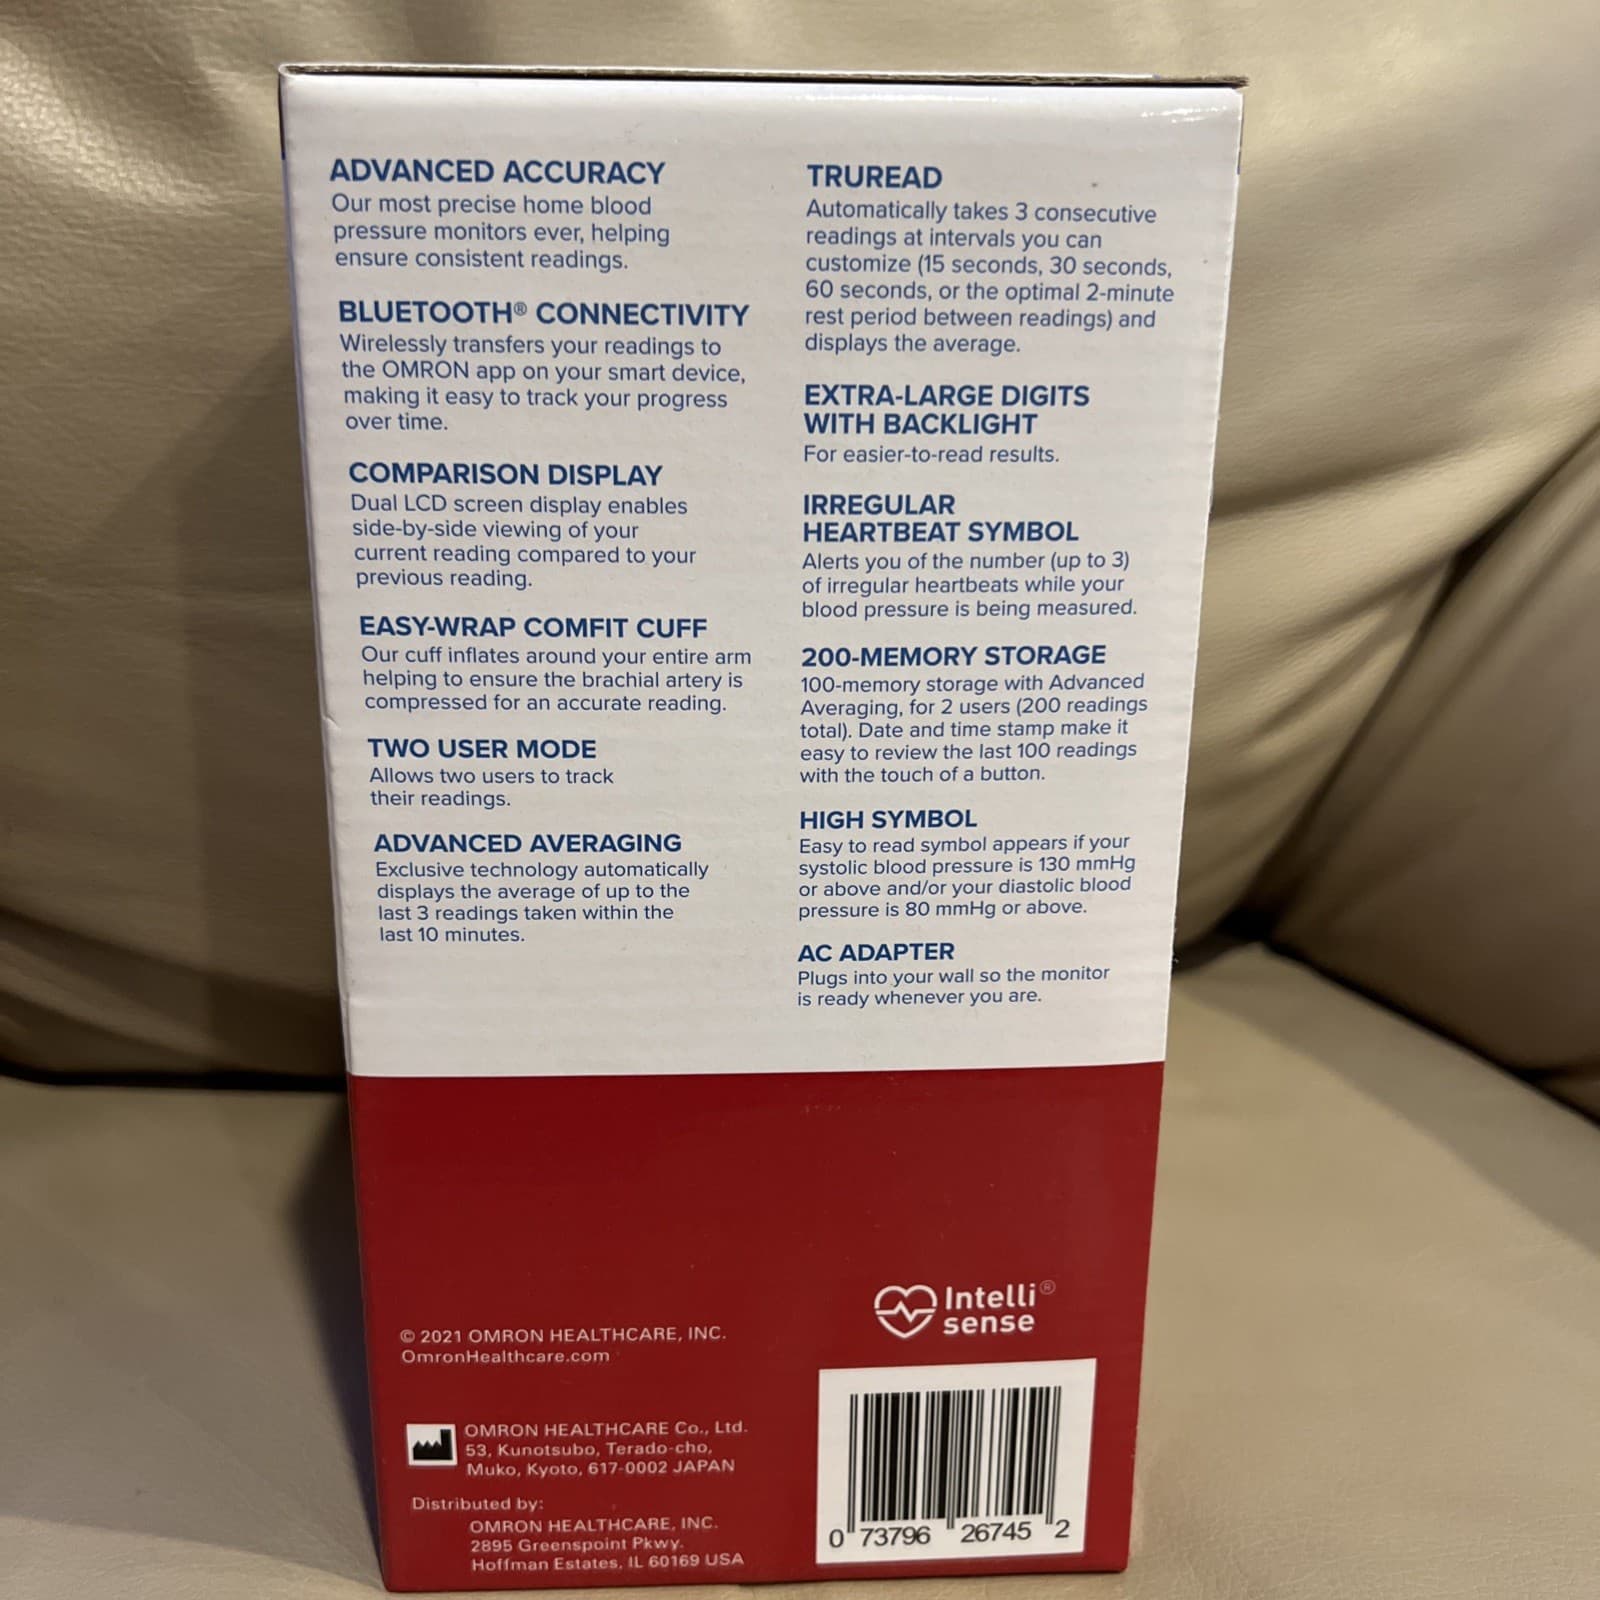 ADVANCED ACCURACY
Our most precise home blood
pressure monitors ever, helping
ensure consistent readings.
BLUETOOTH® CONNECTIVITY
Wirelessly transfers your readings to
the OMRON app on your smart device,
making it easy to track your progress
over time.
COMPARISON DISPLAY
Dual LCD screen display enables
side-by-side viewing of your
current reading compared to your
previous reading.
EASY-WRAP COMFIT CUFF
Our cuff inflates around your entire arm
helping to ensure the brachial artery is
compressed for an accurate reading.
TWO USER MODE
Allows two users to track
their readings.
ADVANCED AVERAGING
Exclusive technology automatically
displays the average of up to the
last 3 readings taken within the
last 10 minutes.
TRUREAD
Automatically takes 3 consecutive
readings at intervals you can
customize (15 seconds, 30 seconds,
60 seconds, or the optimal 2-minute
rest period between readings) and
displays the average.
EXTRA-LARGE DIGITS
WITH BACKLIGHT
For easier-to-read results.
IRREGULAR
HEARTBEAT SYMBOL
Alerts you of the number (up to 3)
of irregular heartbeats while your
blood pressure is being measured.
200-MEMORY STORAGE
100-memory storage with Advanced
Averaging, for 2 users (200 readings
total). Date and time stamp make it
easy to review the last 100 readings
with the touch of a button.
HIGH SYMBOL
Easy to read symbol appears if your
systolic blood pressure is 130 mmHg
or above and/or your diastolic blood
pressure is 80 mmHg or above.
AC ADAPTER
Plugs into your wall so the monitor
is ready whenever you are.
© 2021 OMRON HEALTHCARE, INC.
OmronHealthcare.com
OMRON HEALTHCARE Co., Ltd.
53, Kunotsubo, Terado-cho,
Muko, Kyoto, 617-0002 JAPAN
Distributed by:
OMRON HEALTHCARE, INC.
2895 Greenspoint Pkwy.
Hoffman Estates, IL 60169 USA
Intelli®
sense
0 73796 26745 2